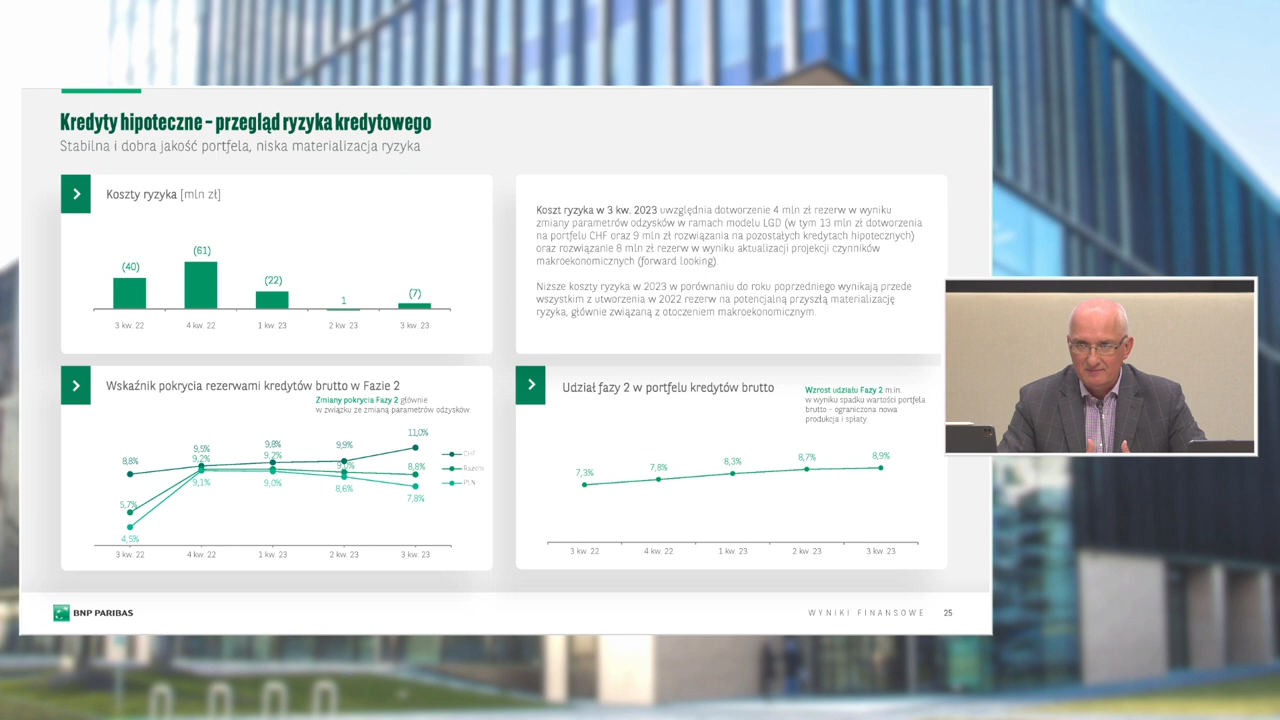 Kredyty hipoteczne – przegląd ryzyka kredytowego
Stabilna i dobra jakość portfela, niska materializacja ryzyka
Koszty ryzyka [mln zł]
(40)
(61)
(22)
1
(7)
3 kw. 22
4 kw. 22
1 kw. 23
2 kw. 23
3 kw. 23
Koszt ryzyka w 3 kw. 2023 uwzględnia dotworzenie 4 mln zł rezerw w wyniku
zmiany parametrów odzysków w ramach modelu LGD (w tym 13 mln zł dotworzenia
na portfelu CHF oraz 9 mln zł rozwiązania na pozostałych kredytach hipotecznych)
oraz rozwiązanie 8 mln zł rezerw w wyniku aktualizacji projekcji czynników
makroekonomicznych (forward looking).
Niższe koszty ryzyka w 2023 w porównaniu do roku poprzedniego wynikają przede
wszystkim z utworzenia w 2022 rezerw na potencjalną przyszłą materializację
ryzyka, głównie związaną z otoczeniem makroekonomicznym.
Wskaźnik pokrycia rezerwami kredytów brutto w Fazie 2
Zmiany pokrycia Fazy 2 głównie
w związku ze zmianą parametrów odzysków.
8,8%
9,5%
9,8%
9,9%
11,0%
5,7%
9,2%
9,2%
9,0%
8,8%
4,5%
9,1%
9,0%
8,6%
7,8%
CHF
Razem
PLN
3 kw. 22
4 kw. 22
1 kw. 23
2 kw. 23
3 kw. 23
Udział fazy 2 w portfelu kredytów brutto
Wzrost udziału Fazy 2 m.in.
w wyniku spadku wartości portfela
brutto – ograniczona nowa
produkcja i spłaty.
7,3%
7,8%
8,3%
8,7%
8,9%
3 kw. 22
4 kw. 22
1 kw. 23
2 kw. 23
3 kw. 23
BNP PARIBAS
WYNIKI FINANSOWE
25